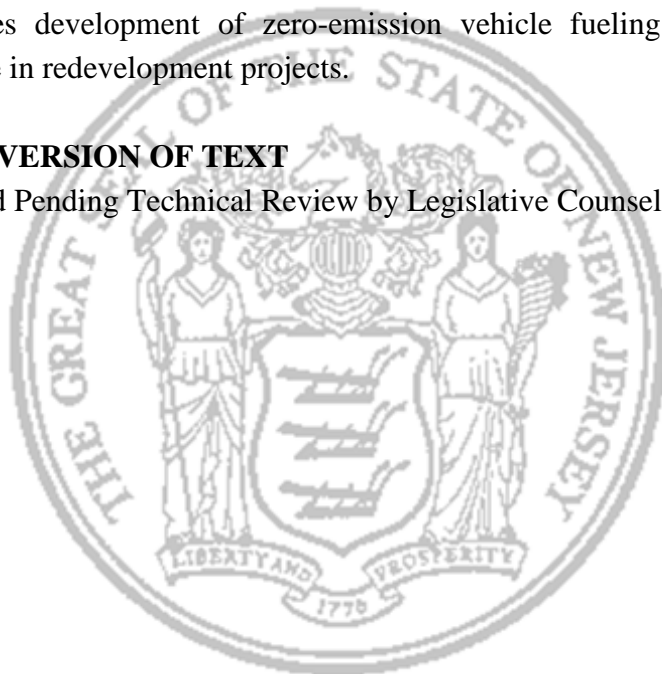 es development of zero-emission vehicle fueling
e in redevelopment projects.
VERSION OF TEXT
d Pending Technical Review by Legislative Counsel
THE GREAT SEAL OF THE STATE OF NEW JERSEY
LIBERTY AND PROSPERITY
1776